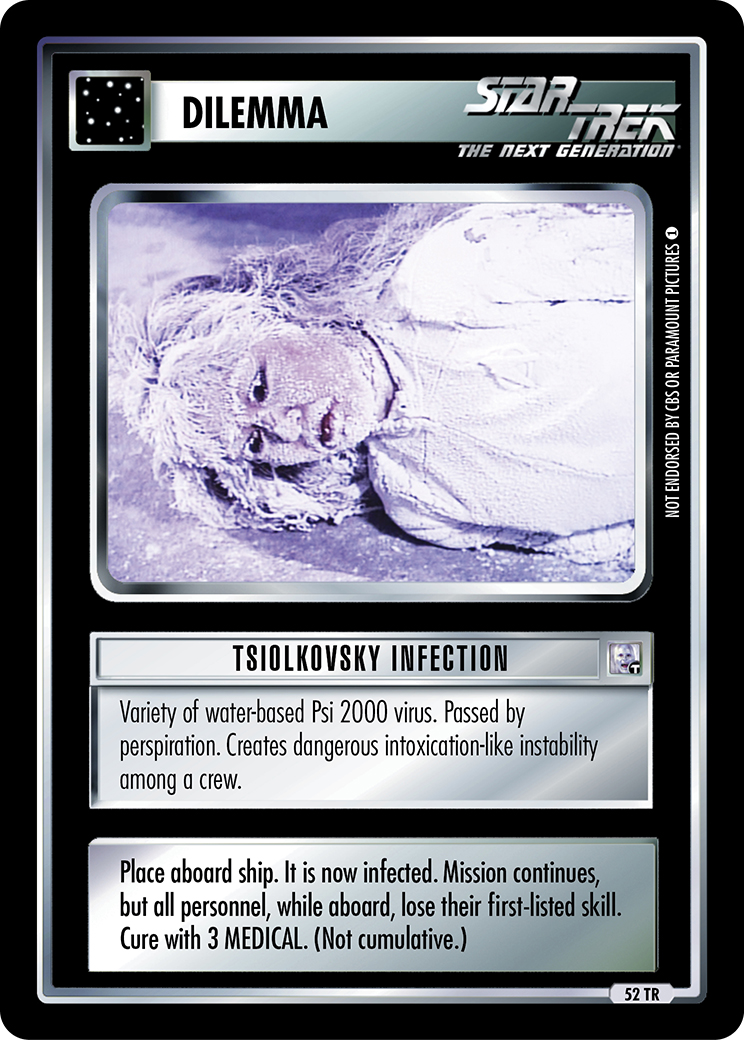 DILEMMA
STAR TREK
THE NEXT GENERATION
NOT ENDORSED BY CBS OR PARAMOUNT PICTURES 1
TSIOLKOVSKY INFECTION
T
Variety of water-based Psi 2000 virus. Passed by
perspiration. Creates dangerous intoxication-like instability
among a crew.
Place aboard ship. It is now infected. Mission continues,
but all personnel, while aboard, lose their first-listed skill.
Cure with 3 MEDICAL. (Not cumulative.)
52 TR